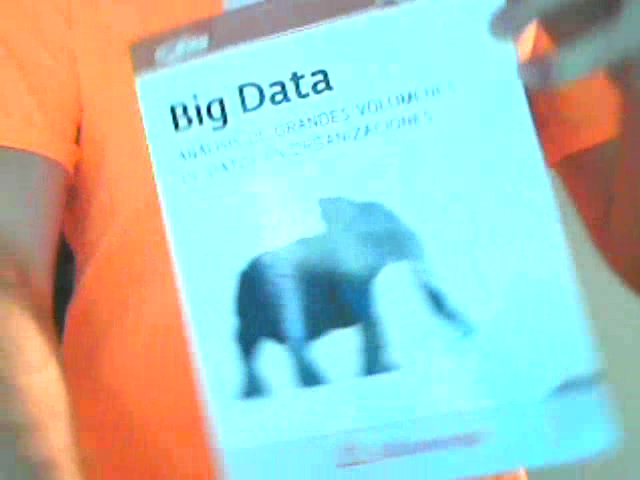 Big Data
ANÁLISIS DE GRANDES VOLÚMENES
DE DATOS EN ORGANIZACIONES